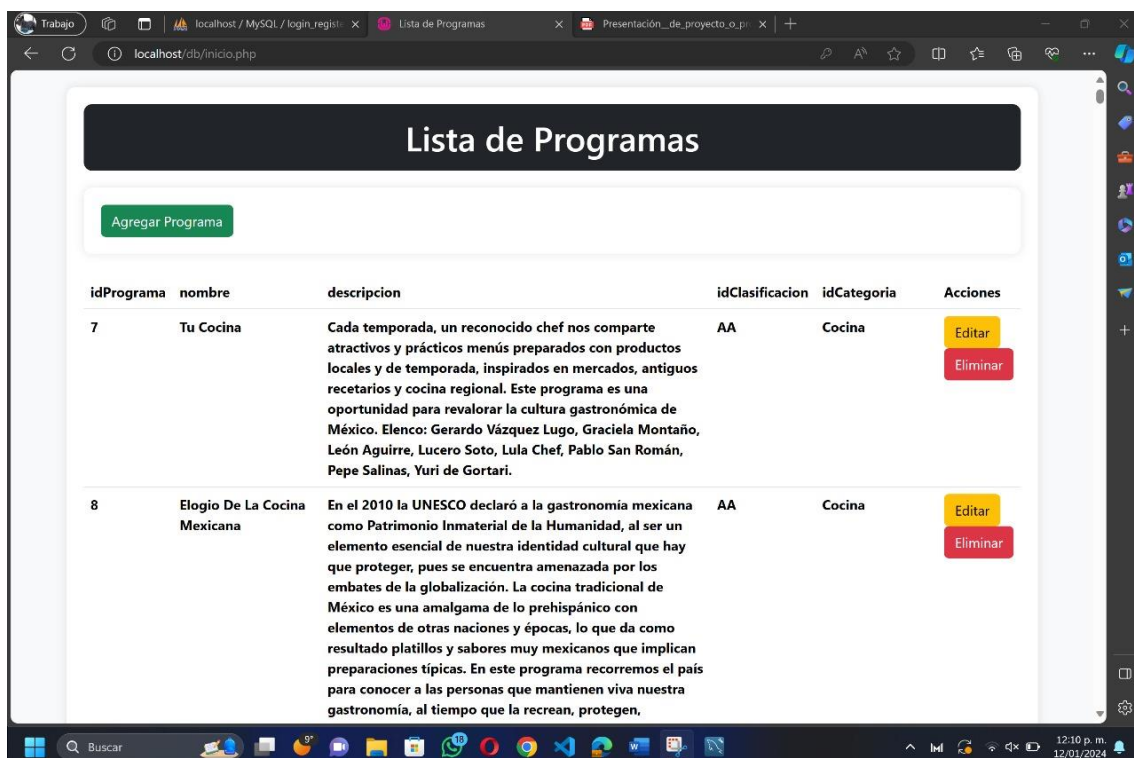 Trabajo
localhost / MySQL / login_registe
Lista de Programas
Presentación__de_proyecto_o_pr
localhost/db/inicio.php
Lista de Programas
Agregar Programa
idPrograma nombre descripcion idClasificacion idCategoria Acciones
7 Tu Cocina Cada temporada, un reconocido chef nos comparte AA Cocina Editar
atractivos y prácticos menús preparados con productos
locales y de temporada, inspirados en mercados, antiguos Eliminar
recetarios y cocina regional. Este programa es una
oportunidad para revalorar la cultura gastronómica de
México. Elenco: Gerardo Vázquez Lugo, Graciela Montaño,
León Aguirre, Lucero Soto, Lula Chef, Pablo San Román,
Pepe Salinas, Yuri de Gortari.
8 Elogio De La Cocina En el 2010 la UNESCO declaró a la gastronomía mexicana AA Cocina Editar
Mexicana como Patrimonio Inmaterial de la Humanidad, al ser un
elemento esencial de nuestra identidad cultural que hay Eliminar
que proteger, pues se encuentra amenazada por los
embates de la globalización. La cocina tradicional de
México es una amalgama de lo prehispánico con
elementos de otras naciones y épocas, lo que da como
resultado platillos y sabores muy mexicanos que implican
preparaciones típicas. En este programa recorremos el país
para conocer a las personas que mantienen viva nuestra
gastronomía, al tiempo que la recrean, protegen,
Buscar
9°
18
12:10 p. m.
12/01/2024